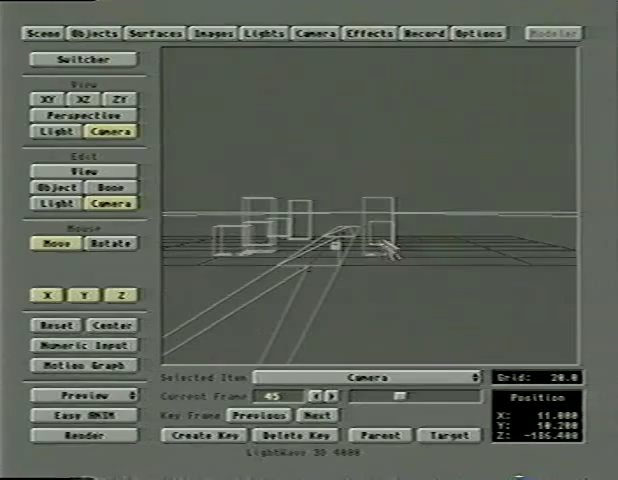 Scene Objects Surfaces Images Lights Camera Effects Record Options Modeler
Switcher
View
XY XZ ZY
Perspective
Light Camera
Edit
View
Object Bone
Light Camera
Mouse
Move Rotate
X Y Z
Reset Center
Numeric Input
Motion Graph
Preview
Easy ANIM
Render
Selected Item Camera
Current Frame 45
Key Frame Previous Next
Create Key Delete Key Parent Target
LightWave 3D 4000
Grid: 20.0
Position
X: 11.000
Y: 10.200
Z: -186.400